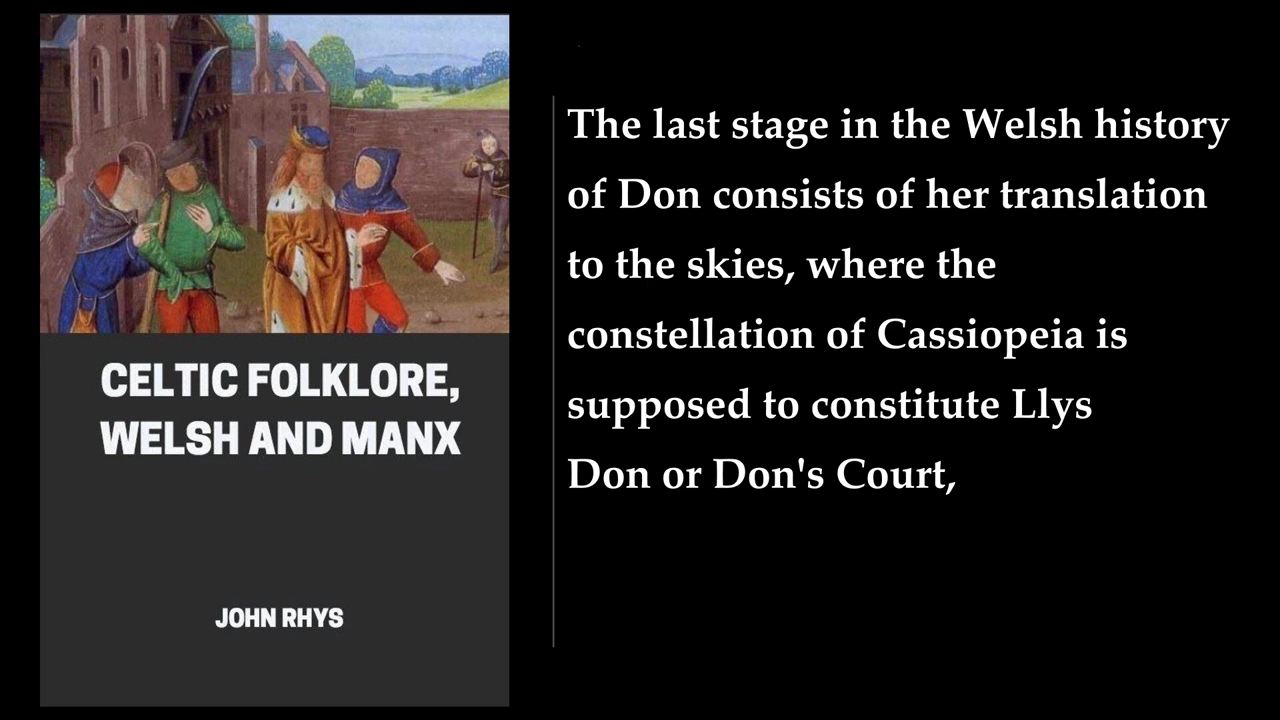 CELTIC FOLKLORE,
WELSH AND MANX
JOHN RHYS
The last stage in the Welsh history
of Don consists of her translation
to the skies, where the
constellation of Cassiopeia is
supposed to constitute Llys
Don or Don's Court,